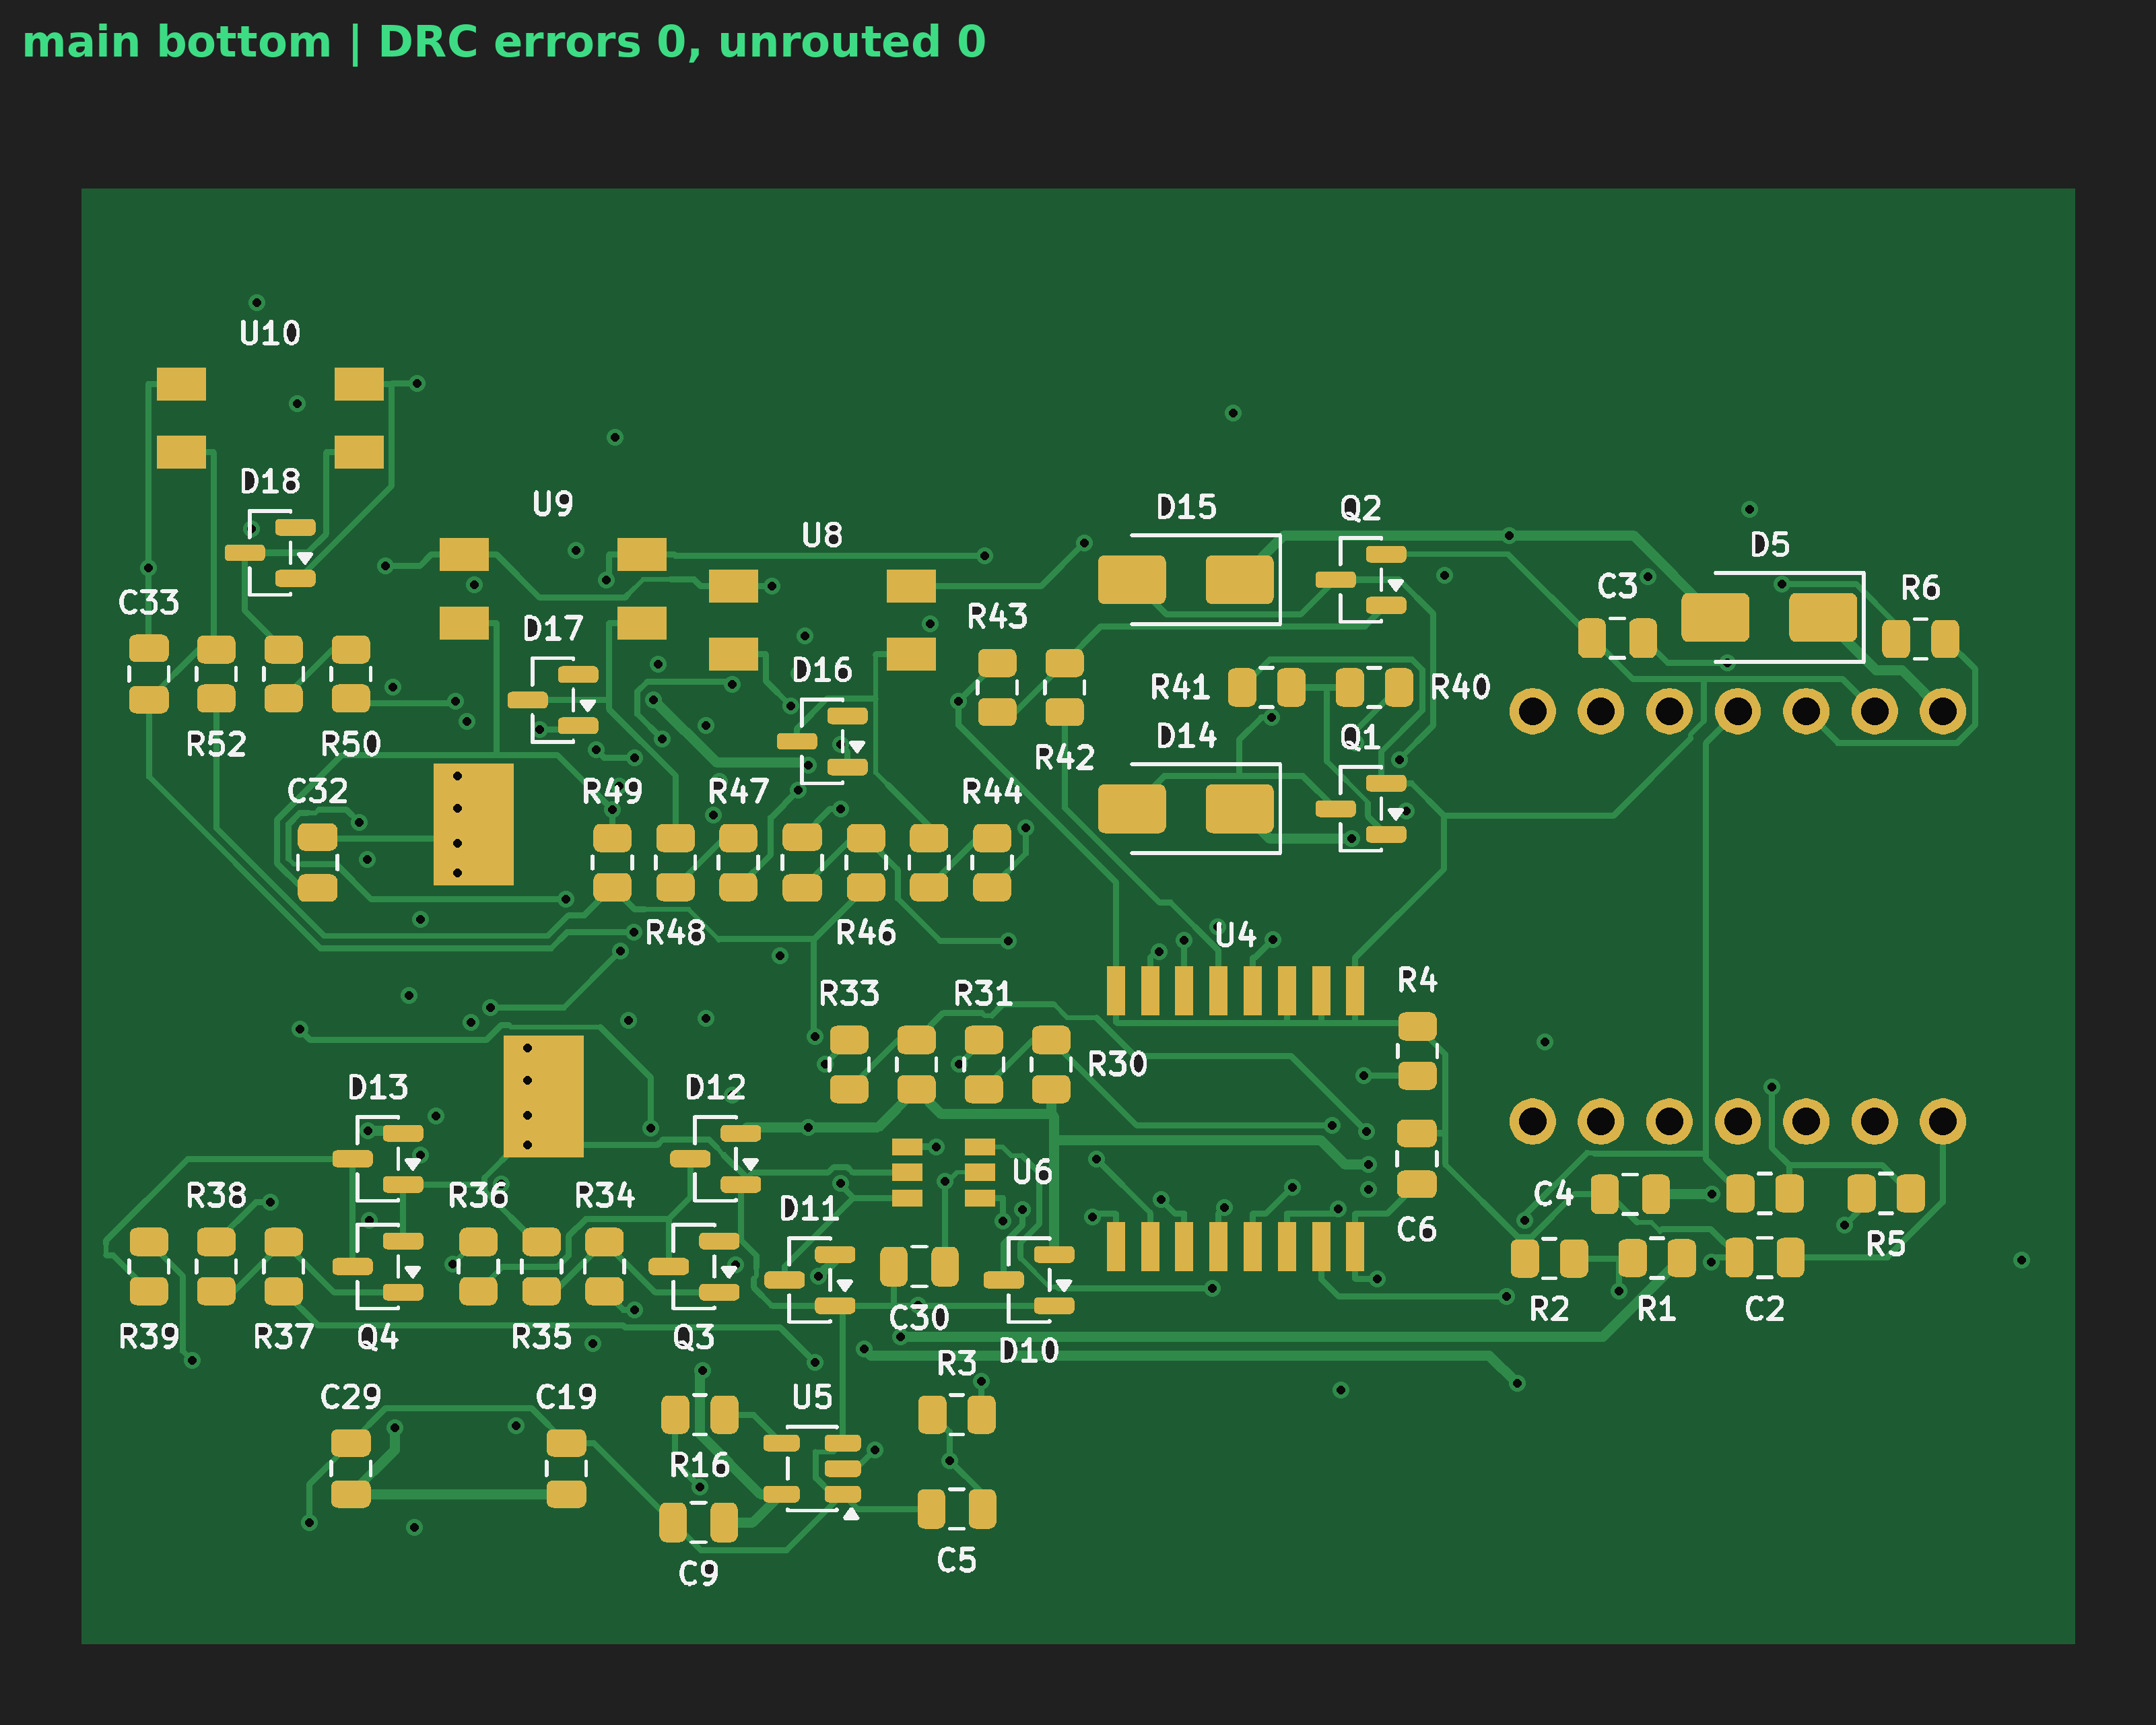 main bottom | DRC errors 0, unrouted 0
U10
D18
U9
U8
D15
Q2
D5
C33
D17
R43
C3
R6
D16
R41
R40
R52
R50
D14
Q1
R42
C32
R49
R47
R44
R48
R46
U4
R33
R31
R4
R30
D13
D12
R38
R36
R34
D11
U6
C4
C6
R5
R39
R37
Q4
R35
Q3
C30
D10
R2
R1
C2
R3
C29
C19
U5
R16
C9
C5